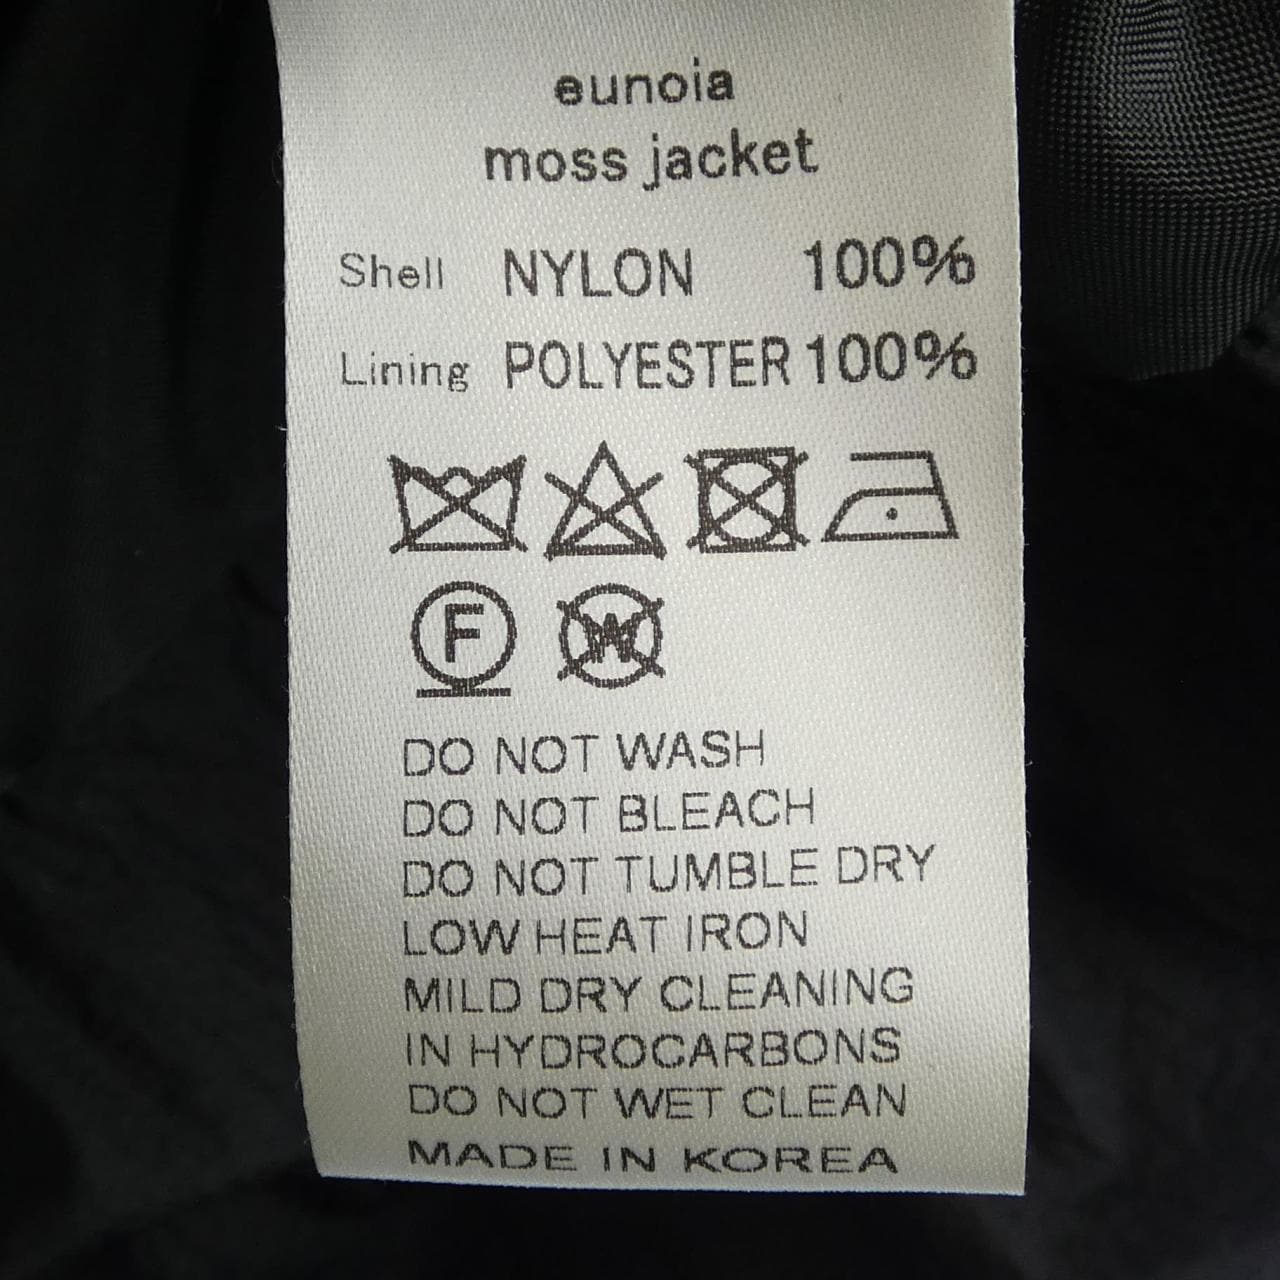 eunoia
moss jacket
Shell NYLON 100%
Lining POLYESTER 100%
F W
DO NOT WASH
DO NOT BLEACH
DO NOT TUMBLE DRY
LOW HEAT IRON
MILD DRY CLEANING
IN HYDROCARBONS
DO NOT WET CLEAN
MADE IN KOREA